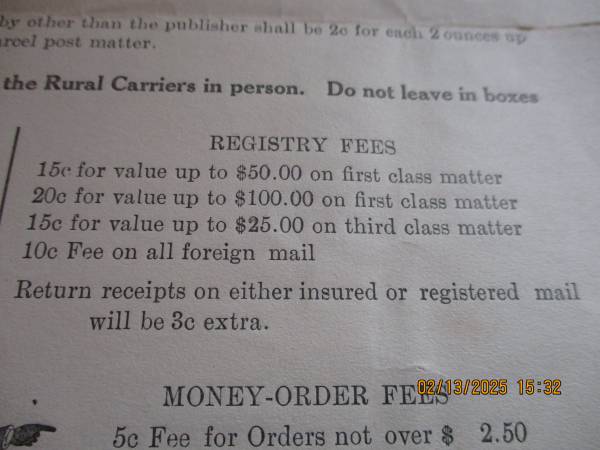 by other than the publisher shall be 2c for each 2 ounces up
arcel post matter.
the Rural Carriers in person. Do not leave in boxes
REGISTRY FEES
15c for value up to $50.00 on first class matter
20c for value up to $100.00 on first class matter
15c for value up to $25.00 on third class matter
10c Fee on all foreign mail
Return receipts on either insured or registered mail
will be 3c extra.
MONEY-ORDER FEES
02/13/2025 15:32
5c Fee for Orders not over $ 2.50